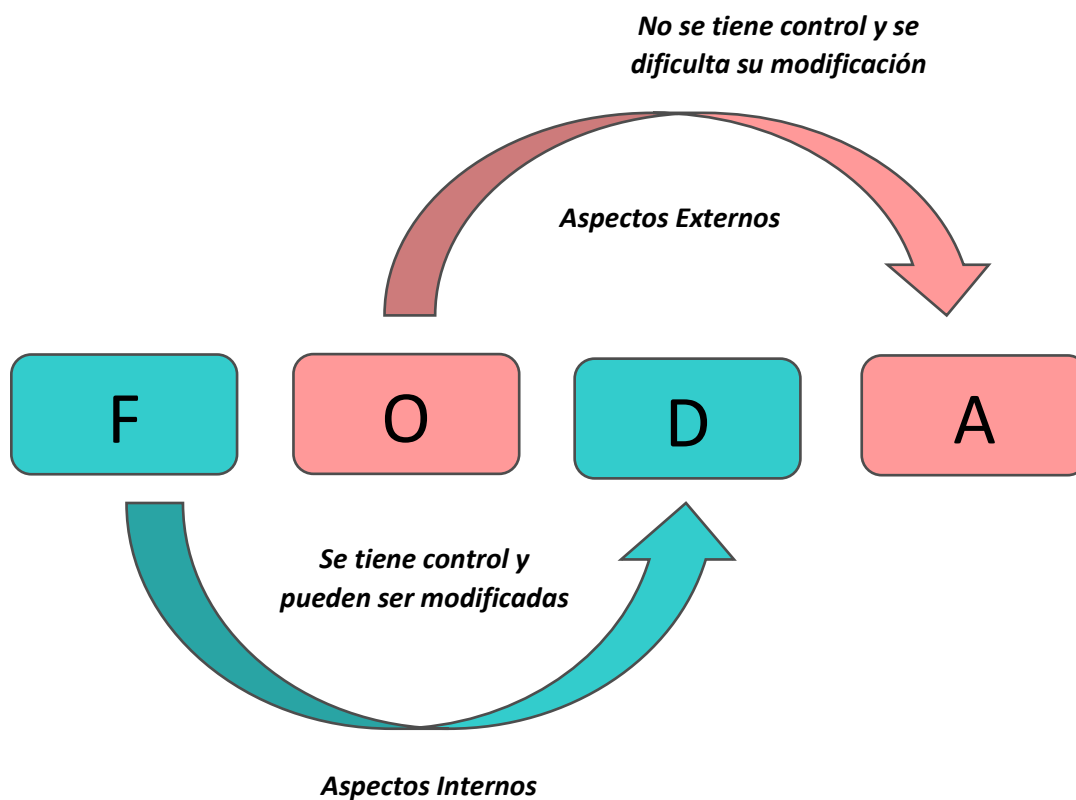 No se tiene control y se
dificulta su modificación
Aspectos Externos
F
O
D
A
Se tiene control y
pueden ser modificadas
Aspectos Internos